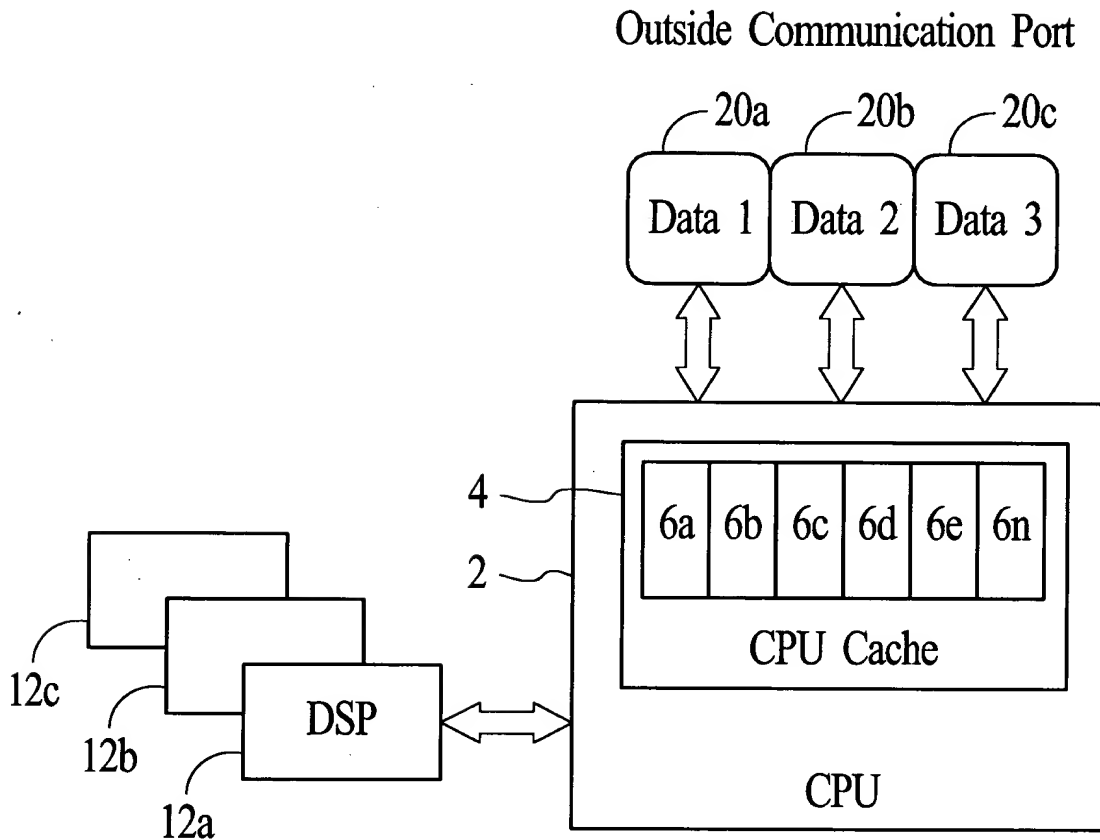 Outside Communication Port
20a 20b 20c
Data 1 Data 2 Data 3
4
6a 6b 6c 6d 6e 6n
2
CPU Cache
12c
DSP
12b
CPU
12a